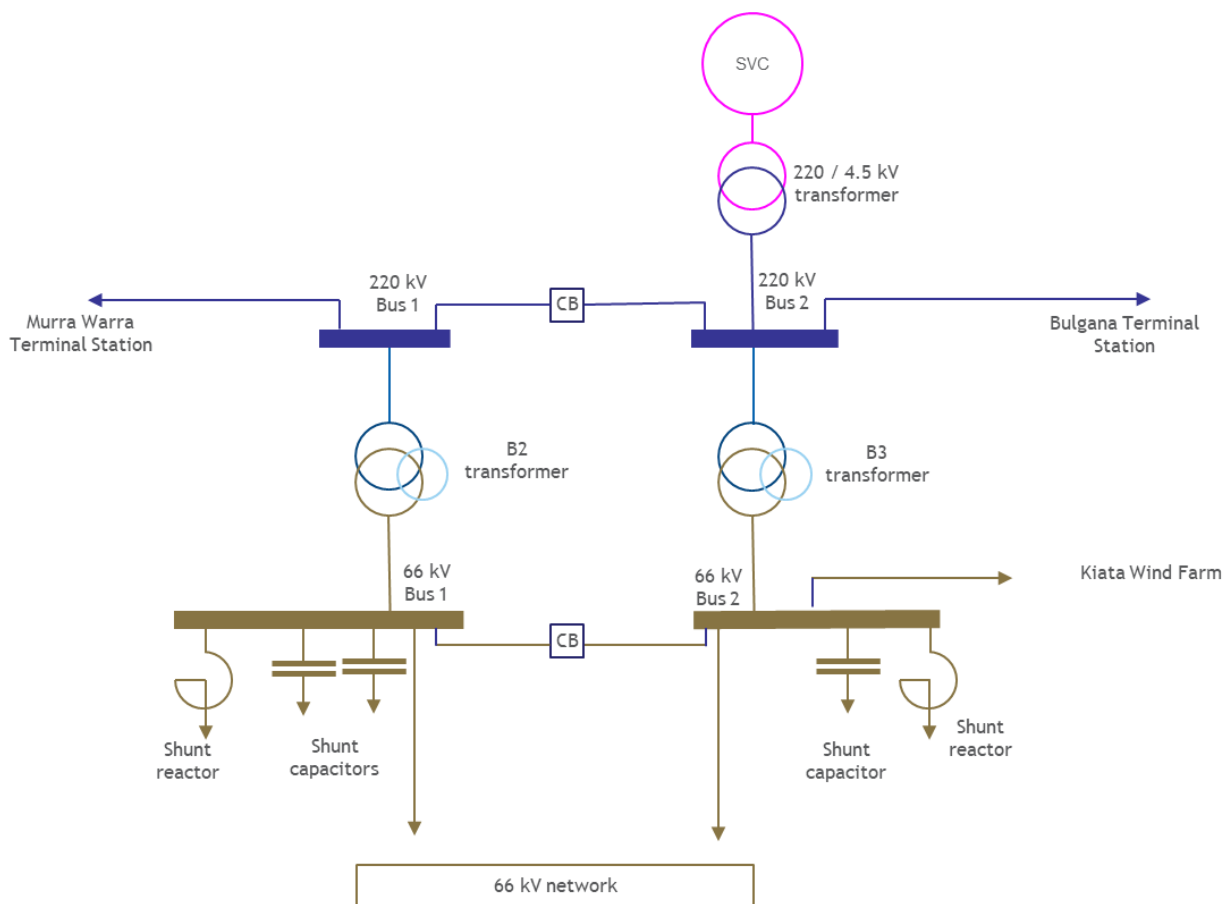 SVC
220 / 4.5 kV
transformer
220 kV
Bus 1
CB
220 kV
Bus 2
Murra Warra
Terminal Station
Bulgana Terminal
Station
B2
transformer
B3
transformer
66 kV
Bus 1
66 kV
Bus 2
Kiata Wind Farm
CB
Shunt
reactor
Shunt
capacitors
Shunt
capacitor
Shunt
reactor
66 kV network